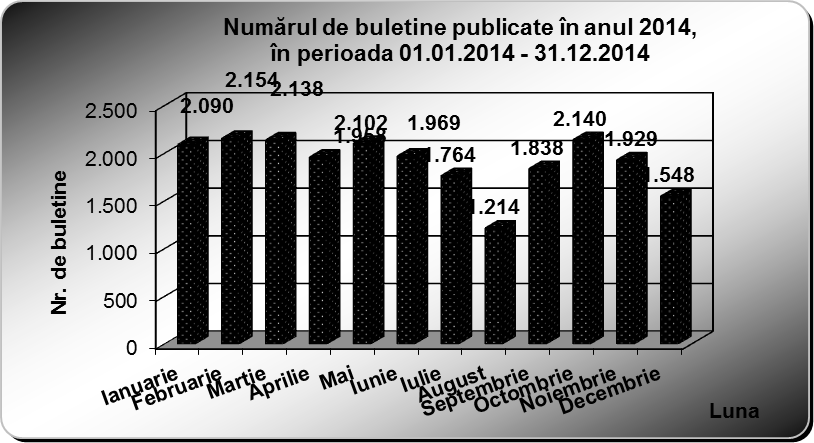 Numărul de buletine publicate în anul 2014,
în perioada 01.01.2014 - 31.12.2014
Nr. de buletine
2.500
2.000
1.500
1.000
500
0
2.090
2.154
2.138
2.102
1.969
1.764
1.214
1.838
2.140
1.929
1.548
Ianuarie
Februarie
Martie
Aprilie
Mai
Iunie
Iulie
August
Septembrie
Octombrie
Noiembrie
Decembrie
Luna